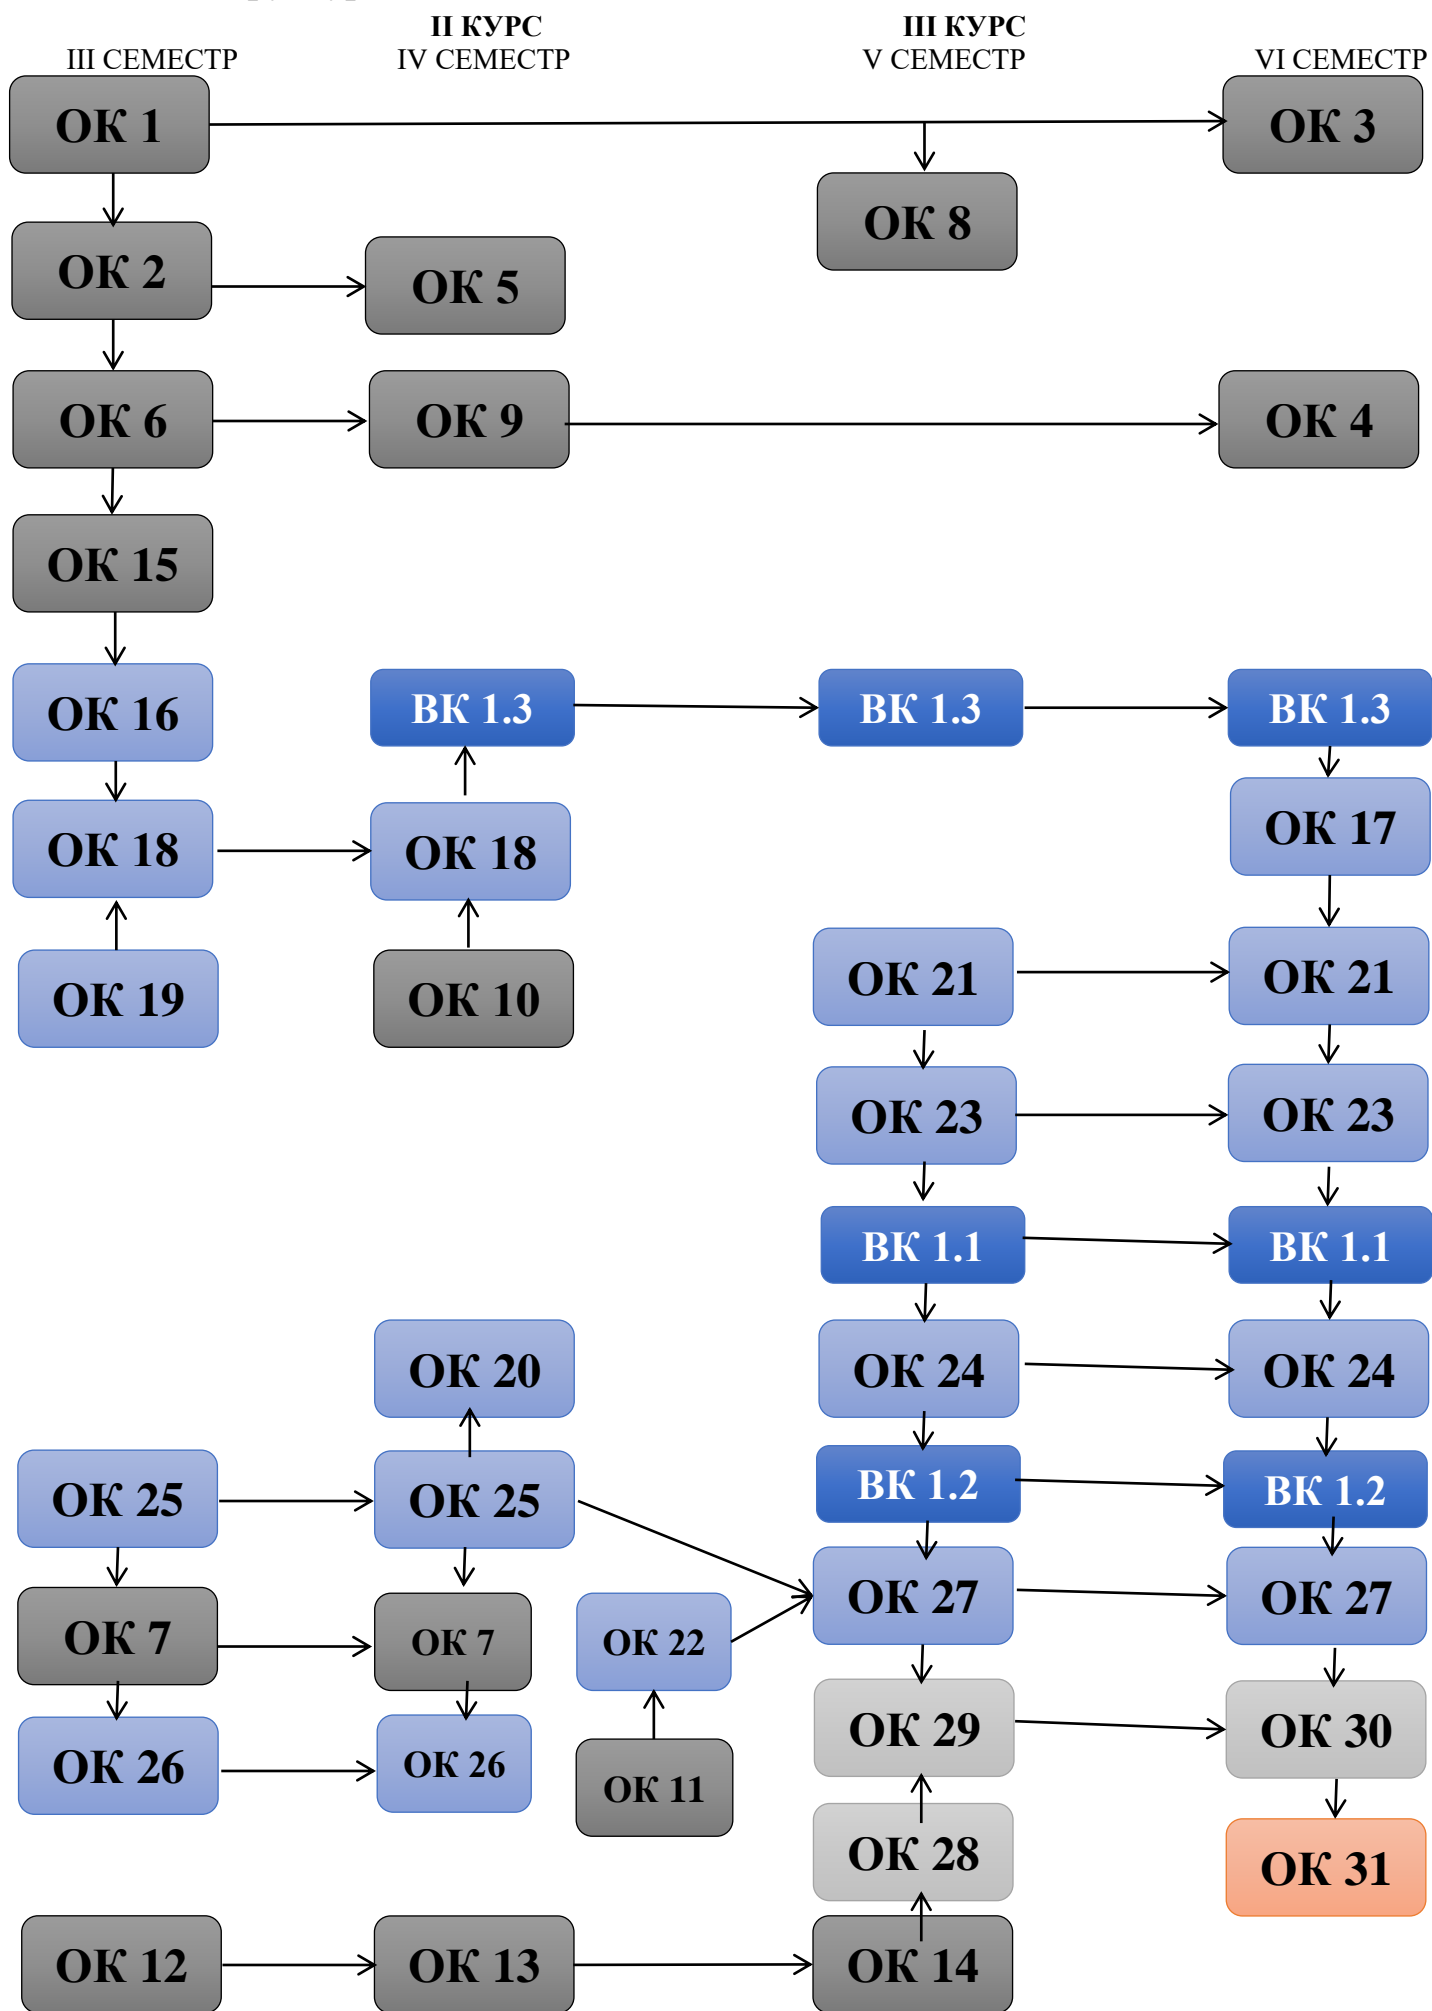 II КУРС III КУРС
III СЕМЕСТР IV СЕМЕСТР V СЕМЕСТР VI СЕМЕСТР
ОК 1 ОК 3
ОК 8
ОК 2 ОК 5
ОК 6 ОК 9 ОК 4
ОК 15
ОК 16 ВК 1.3 ВК 1.3 ВК 1.3
ОК 17
ОК 18 ОК 18
ОК 21 ОК 21
ОК 19 ОК 10
ОК 23 ОК 23
ВК 1.1 ВК 1.1
ОК 20 ОК 24 ОК 24
ОК 25 ОК 25 ВК 1.2 ВК 1.2
ОК 27 ОК 27
ОК 7 ОК 7 ОК 22
ОК 29 ОК 30
ОК 26 ОК 26 ОК 11
ОК 28 ОК 31
ОК 12 ОК 13 ОК 14